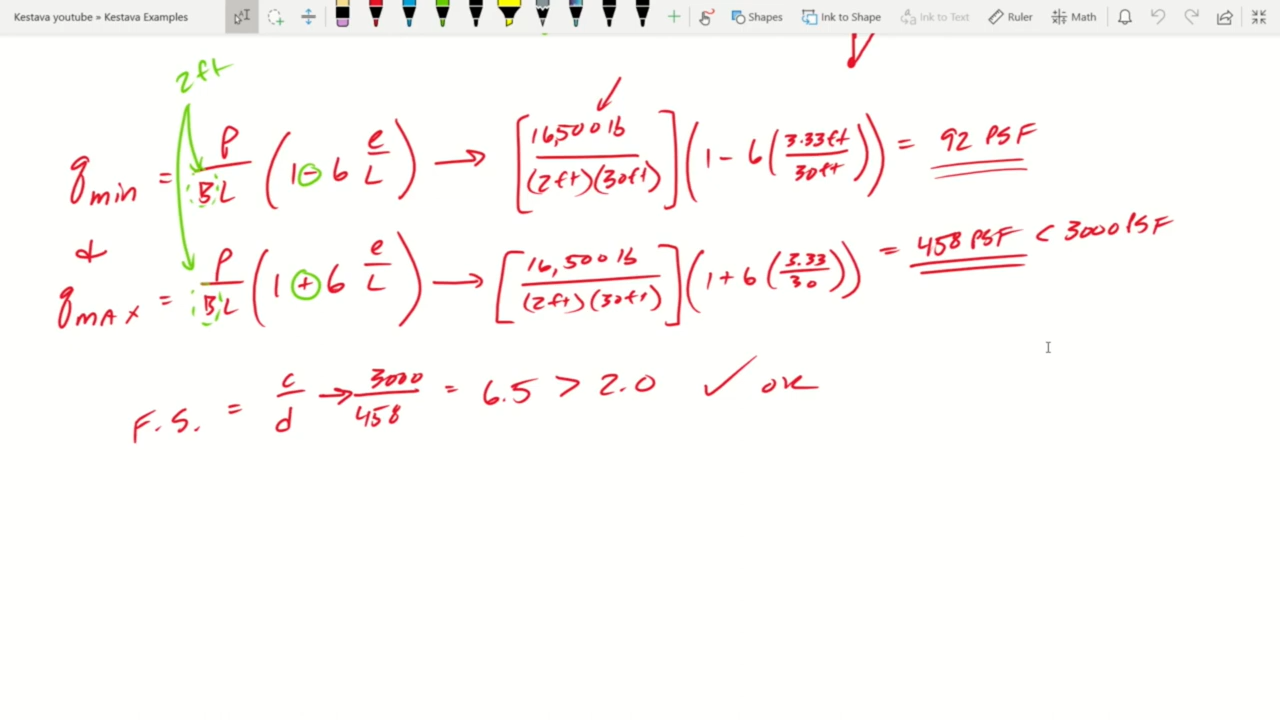 Kestava youtube » Kestava Examples
Shapes Ink to Shape Ink to Text Ruler Math
2ft
q min = P/BL (1 - 6 e/L) → [16,500 lb / (2ft)(30ft)] (1 - 6 (3.33ft/30ft)) = 92 PSF
&
q MAX = P/BL (1 + 6 e/L) → [16,500 lb / (2ft)(30ft)] (1 + 6 (3.33/30)) = 458 PSF < 3000 PSF
F.S. = c/d → 3000/458 = 6.5 > 2.0 ✓ OK